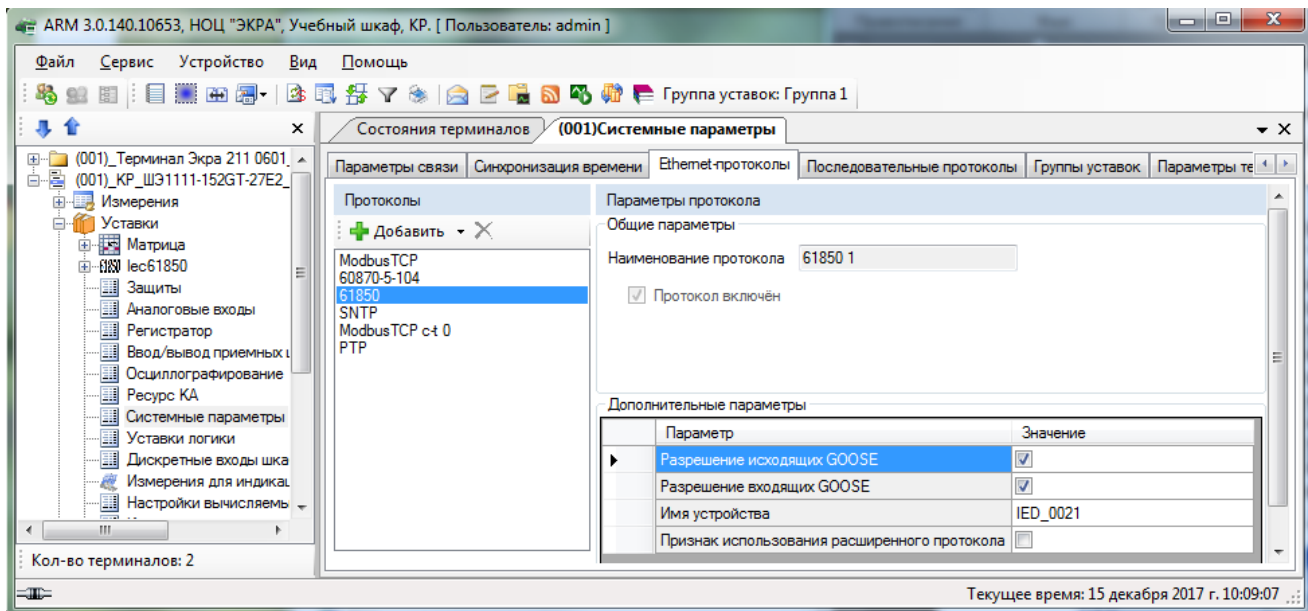 ARM 3.0.140.10653, НОЦ "ЭКРА", Учебный шкаф, КР. [ Пользователь: admin ]
Файл Сервис Устройство Вид Помощь
Группа уставок: Группа 1
Состояния терминалов (001)Системные параметры
(001)_Терминал Экра 211 0601_
(001)_КР_ШЭ1111-152GT-27E2_
Измерения
Уставки
Матрица
Iec61850
Защиты
Аналоговые входы
Регистратор
Ввод/вывод приемных
Осциллографирование
Ресурс КА
Системные параметры
Уставки логики
Дискретные входы шка
Измерения для индикац
Настройки вычисляемы
Кол-во терминалов: 2
Параметры связи Синхронизация времени Ethernet-протоколы Последовательные протоколы Группы уставок Параметры те
Протоколы
Добавить
ModbusTCP
60870-5-104
61850
SNTP
ModbusTCP c-t 0
PTP
Параметры протокола
Общие параметры
Наименование протокола 61850 1
Протокол включён
Дополнительные параметры
Параметр Значение
Разрешение исходящих GOOSE
Разрешение входящих GOOSE
Имя устройства IED_0021
Признак использования расширенного протокола
Текущее время: 15 декабря 2017 г. 10:09:07